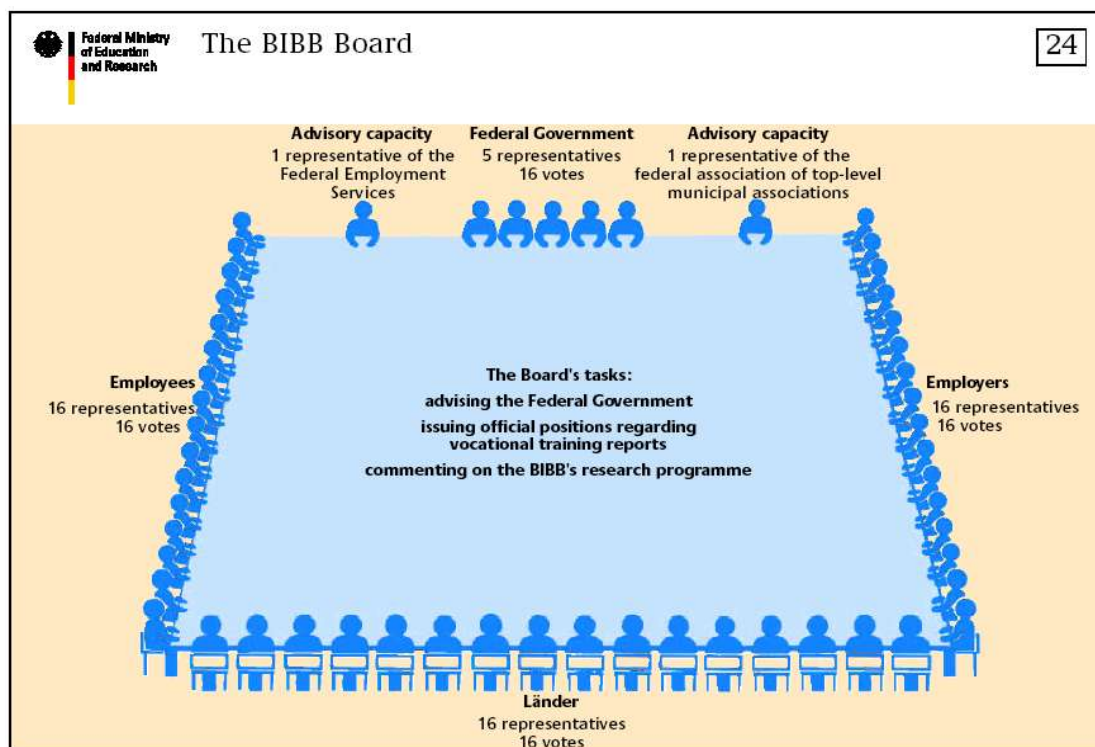 Federal Ministry
of Education
and Research
The BIBB Board
24
Advisory capacity
1 representative of the
Federal Employment
Services
Federal Government
5 representatives
16 votes
Advisory capacity
1 representative of the
federal association of top-level
municipal associations
Employees
16 representatives
16 votes
The Board's tasks:
advising the Federal Government
issuing official positions regarding
vocational training reports
commenting on the BIBB's research programme
Employers
16 representatives
16 votes
Länder
16 representatives
16 votes